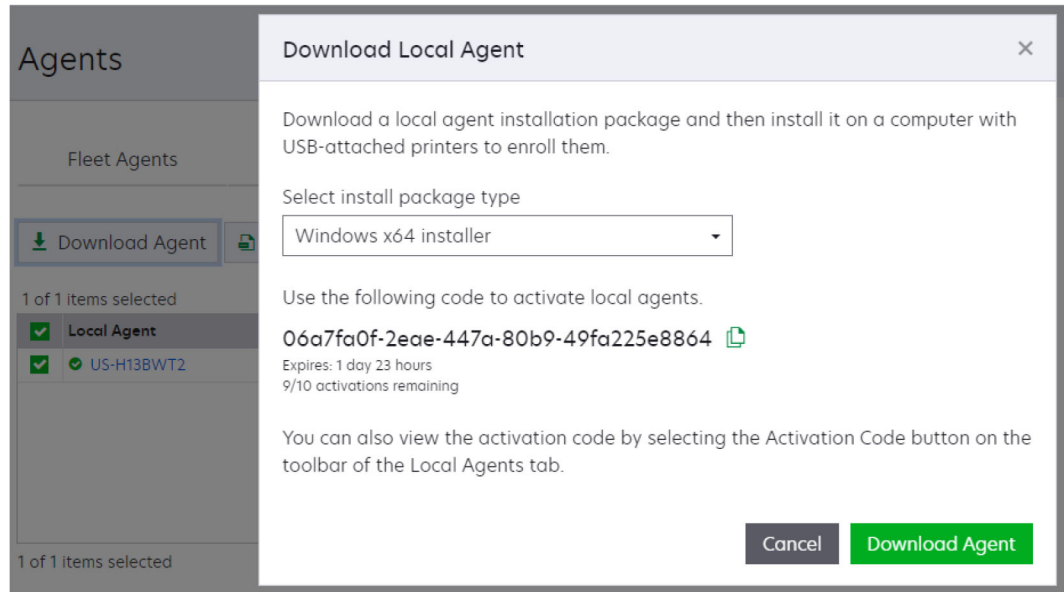 Agents
Fleet Agents
Download Agent
1 of 1 items selected
Local Agent
US-H13BWT2
1 of 1 items selected
Download Local Agent
Download a local agent installation package and then install it on a computer with
USB-attached printers to enroll them.
Select install package type
Windows x64 installer
Use the following code to activate local agents.
06a7fa0f-2eae-447a-80b9-49fa225e8864
Expires: 1 day 23 hours
9/10 activations remaining
You can also view the activation code by selecting the Activation Code button on the
toolbar of the Local Agents tab.
Cancel
Download Agent